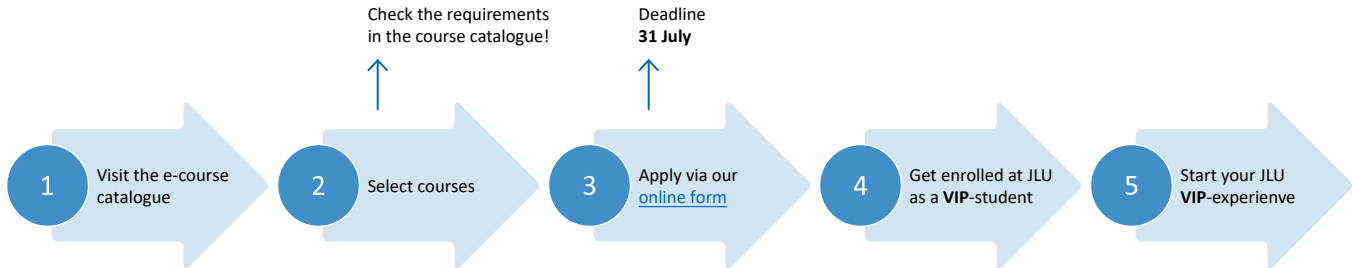 Check the requirements
in the course catalogue!
Deadline
31 July
1
Visit the e-course
catalogue
2
Select courses
3
Apply via our
online form
4
Get enrolled at JLU
as a VIP-student
5
Start your JLU
VIP-experienve